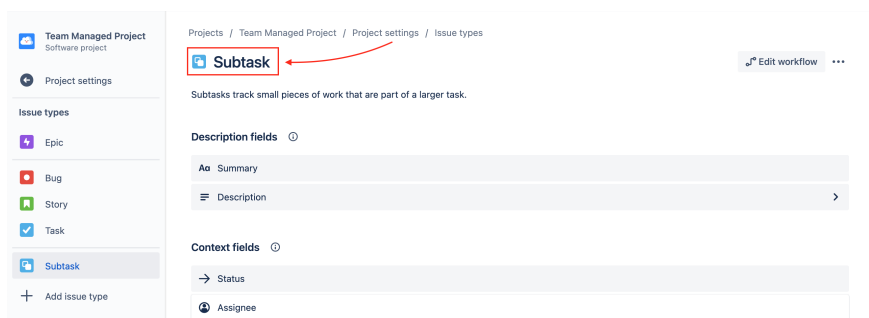 Team Managed Project
Software project
Project settings
Issue types
Epic
Bug
Story
Task
Subtask
Add issue type
Projects / Team Managed Project / Project settings / Issue types
Subtask
Edit workflow
Subtasks track small pieces of work that are part of a larger task.
Description fields
Aa Summary
Description
Context fields
Status
Assignee